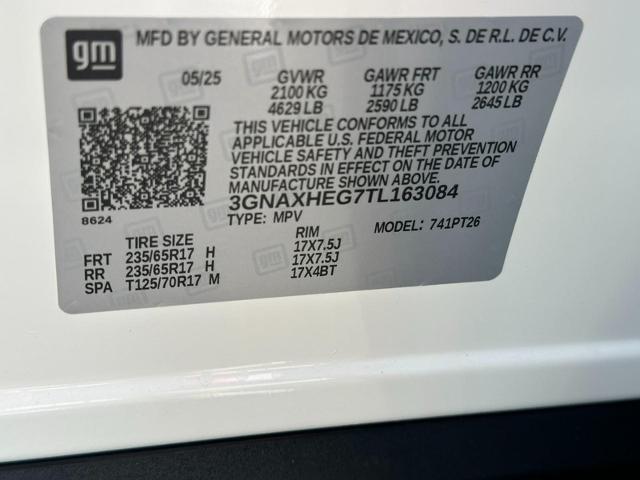 gm MFD BY GENERAL MOTORS DE MEXICO, S. DE R.L. DE C.V.
05/25 GVWR GAWR FRT GAWR RR
2100 KG 1175 KG 1200 KG
4629 LB 2590 LB 2645 LB
THIS VEHICLE CONFORMS TO ALL
APPLICABLE U.S. FEDERAL MOTOR
VEHICLE SAFETY AND THEFT PREVENTION
STANDARDS IN EFFECT ON THE DATE OF
MANUFACTURE SHOWN ABOVE.
3GNAXHEG7TL163084
8624 TYPE: MPV MODEL: 741PT26
TIRE SIZE RIM
FRT 235/65R17 H 17X7.5J
RR 235/65R17 H 17X7.5J
SPA T125/70R17 M 17X4BT